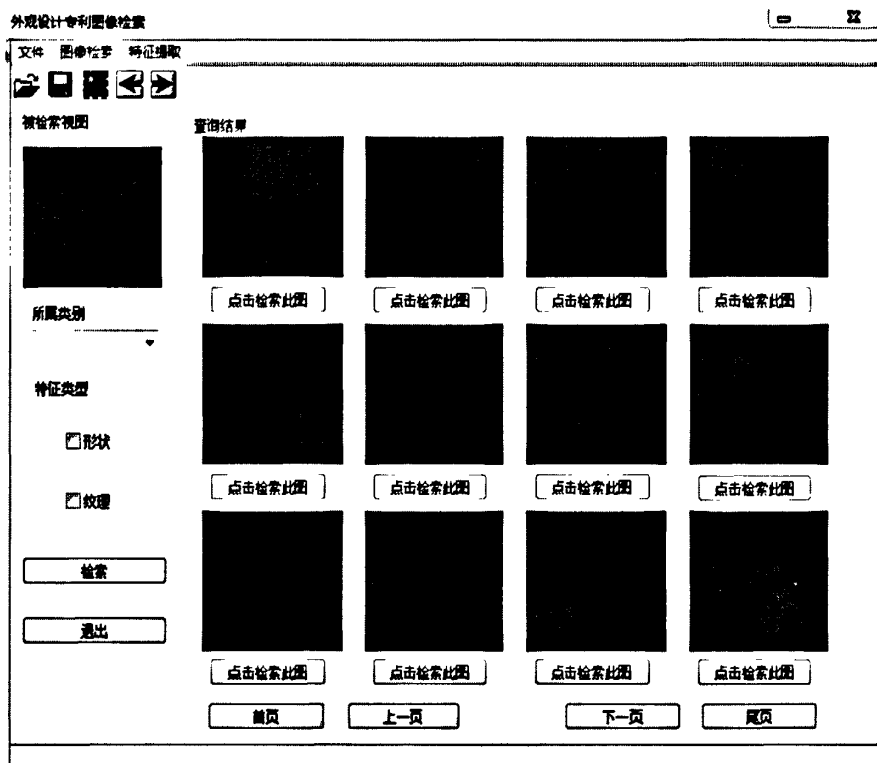 外观设计专利图像检索
文件 图像检索 特征提取
被检索视图
查询结果
点击检索此图 点击检索此图 点击检索此图 点击检索此图
所属类别
特征类型
形状
点击检索此图 点击检索此图 点击检索此图 点击检索此图
纹理
检索
退出
点击检索此图 点击检索此图 点击检索此图 点击检索此图
首页 上一页 下一页 尾页